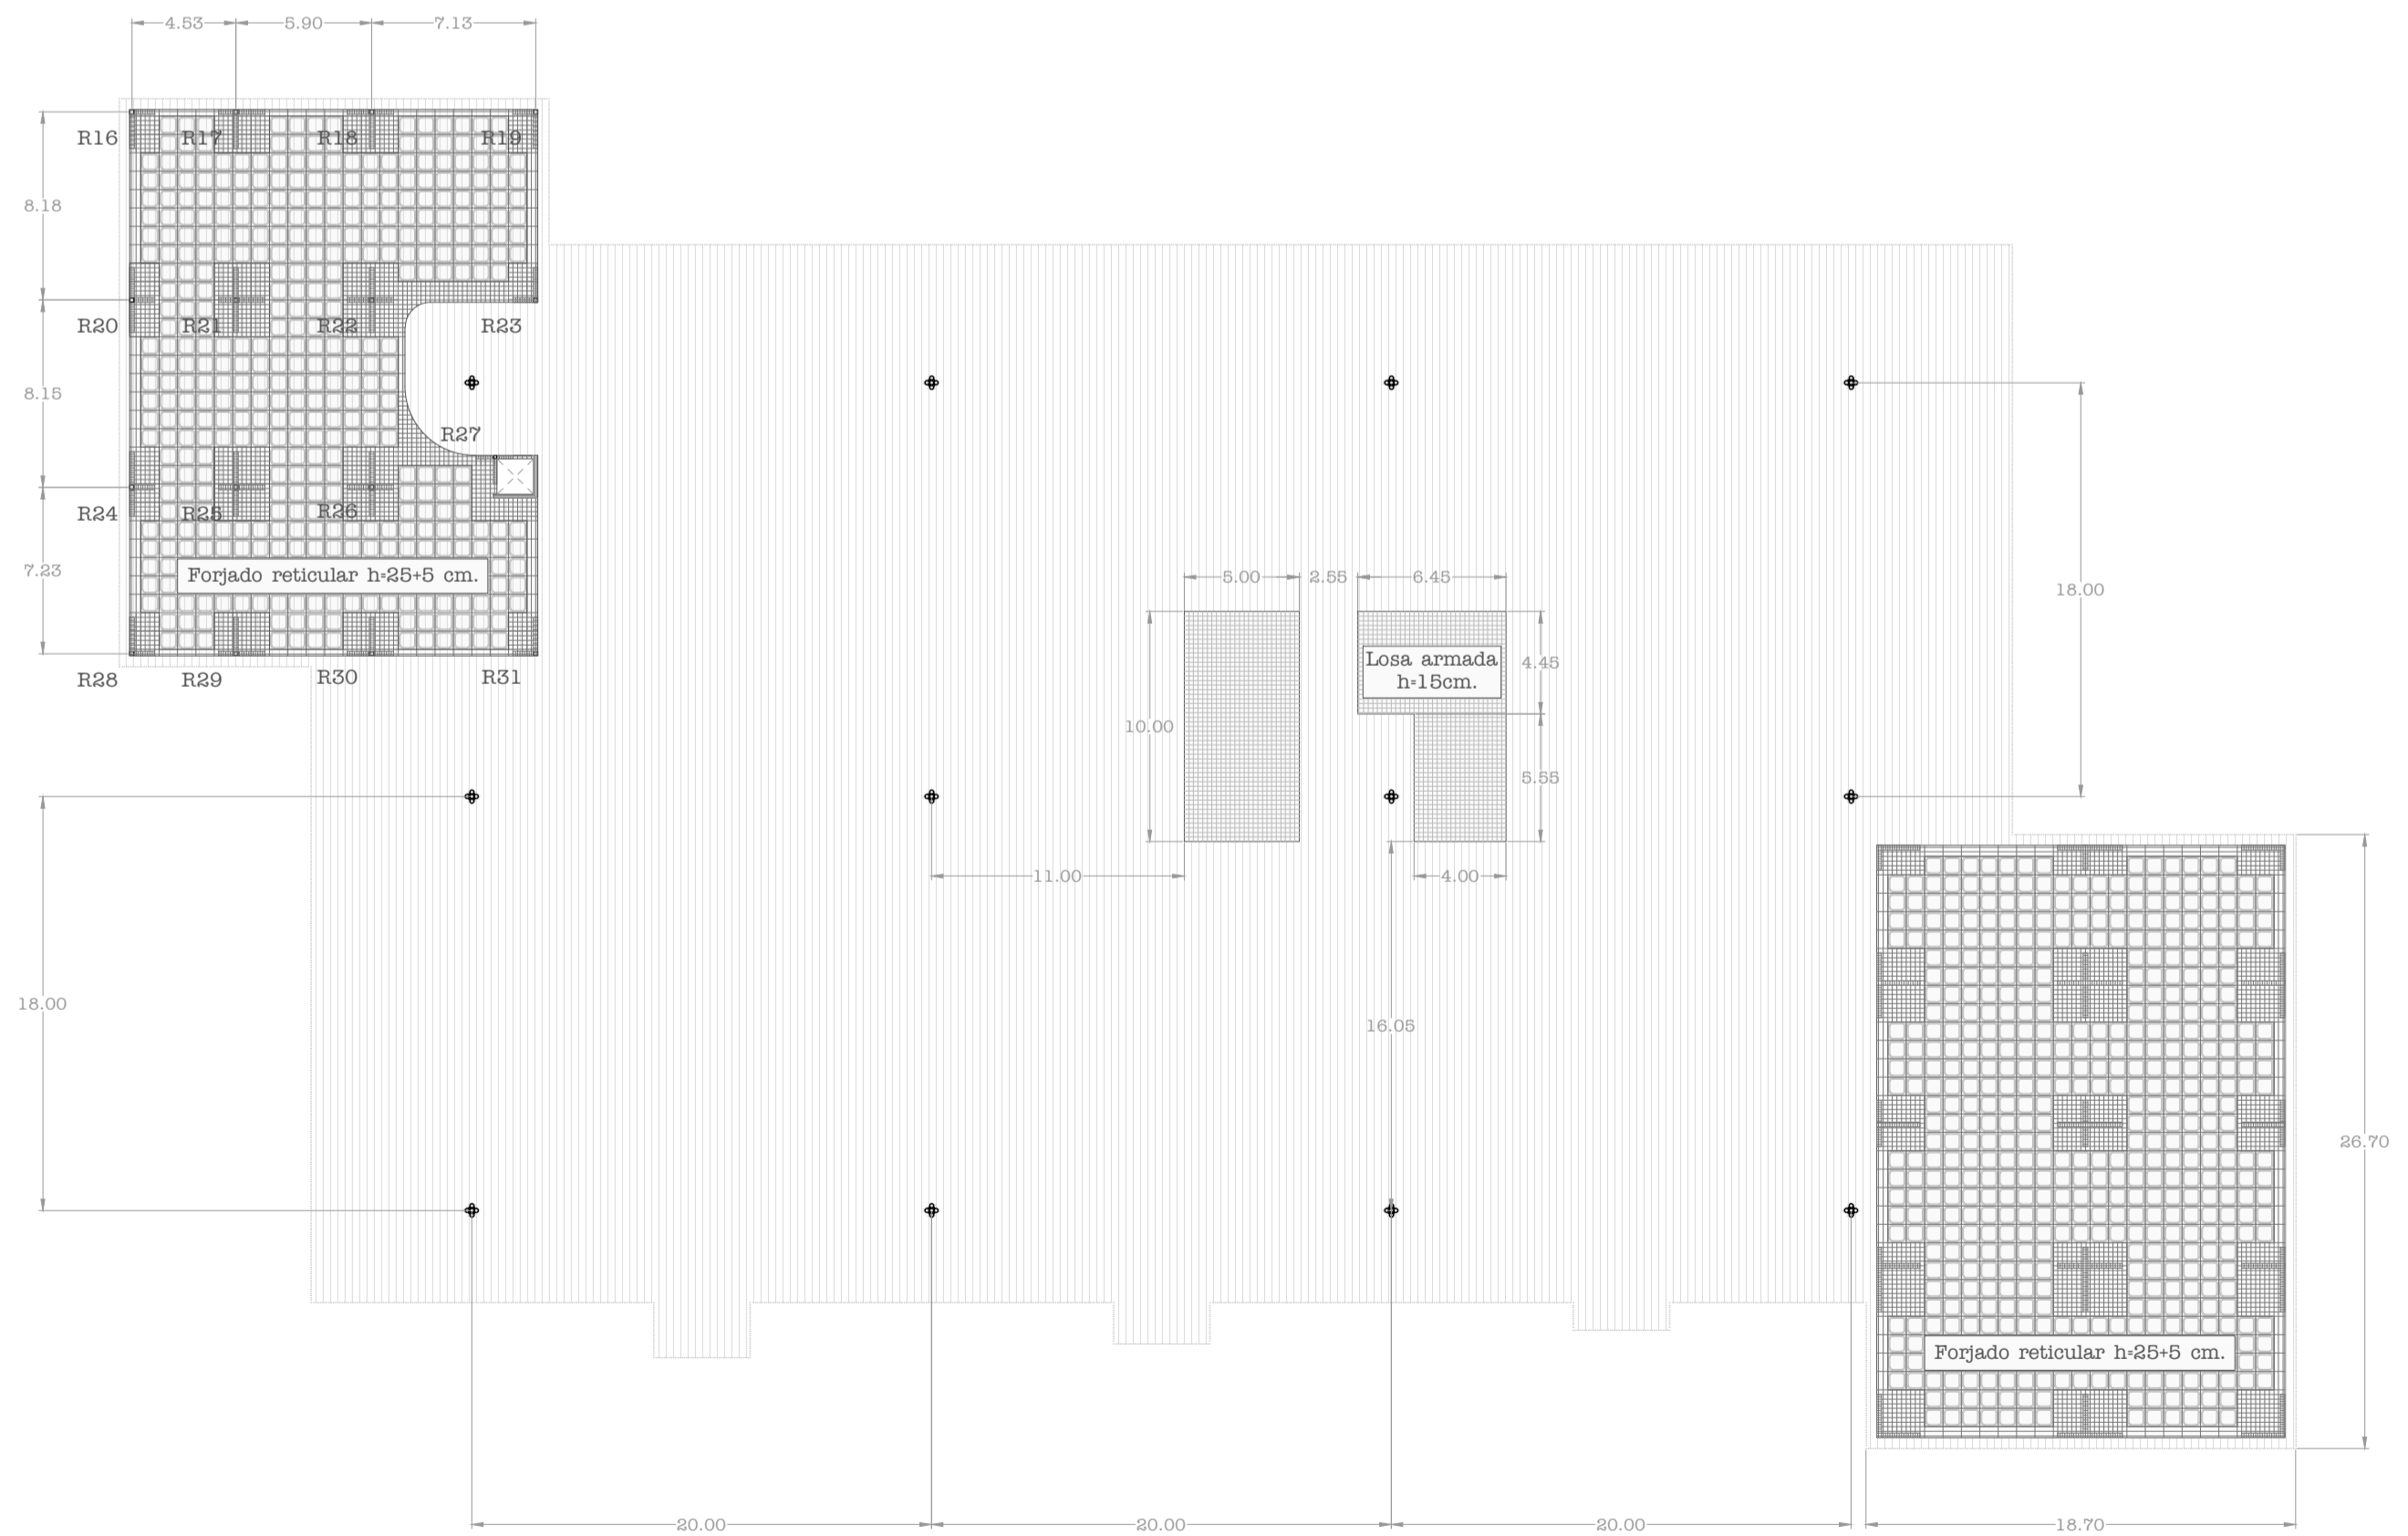 4.53 5.90 7.13
R16 R17 R18 R19
8.18
R20 R21 R22 R23
8.15
R27
R24 R25 R26
7.23
Forjado reticular h=25+5 cm.
5.00 2.55 6.45
18.00
Losa armada
h=15cm.
4.45
R28 R29 R30 R31
10.00
5.55
11.00 4.00
18.00
16.05
26.70
Forjado reticular h=25+5 cm.
20.00 20.00 20.00 18.70